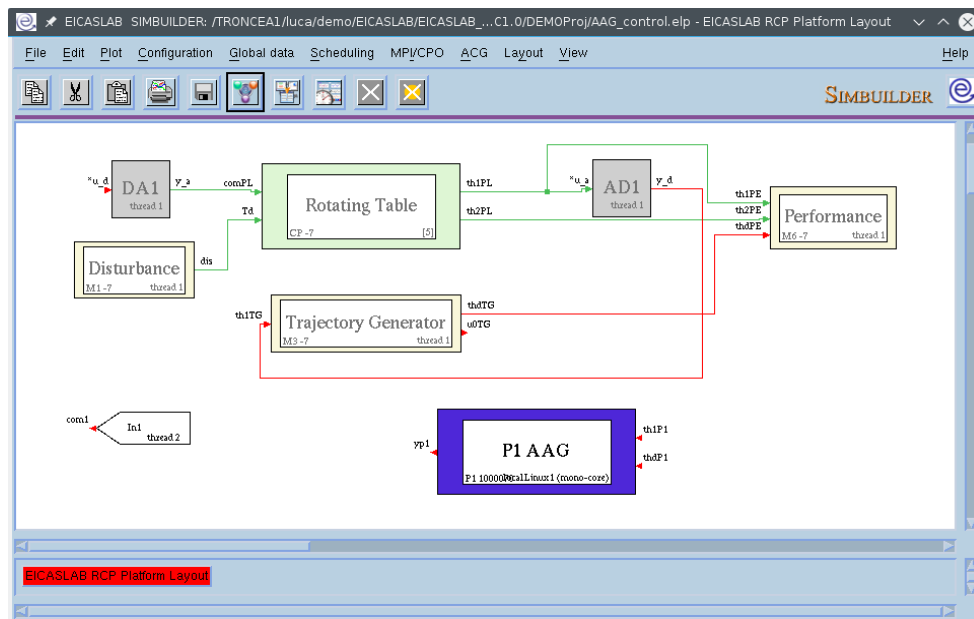 EICASLAB SIMBUILDER: /TRONCEA1/luca/demo/EICASLAB/EICASLAB_...C1.0/DEMOProj/AAG_control.elp - EICASLAB RCP Platform Layout
File Edit Plot Configuration Global data Scheduling MPI/CPO ACG Layout View Help
SIMBUILDER
*u_d
DA1
thread 1
y_a
comPL
Td
Rotating Table
CP -7
[5]
th1PL
th2PL
*u_a
AD1
thread 1
y_d
th1PE
th2PE
thdPE
Performance
M6 -7
thread 1
Disturbance
M1 -7
thread 1
dis
th1TG
Trajectory Generator
M3 -7
thread 1
thdTG
u0TG
com1
In1
thread 2
yp1
P1 AAG
(mono-core)
th1P1
thdP1
EICASLAB RCP Platform Layout